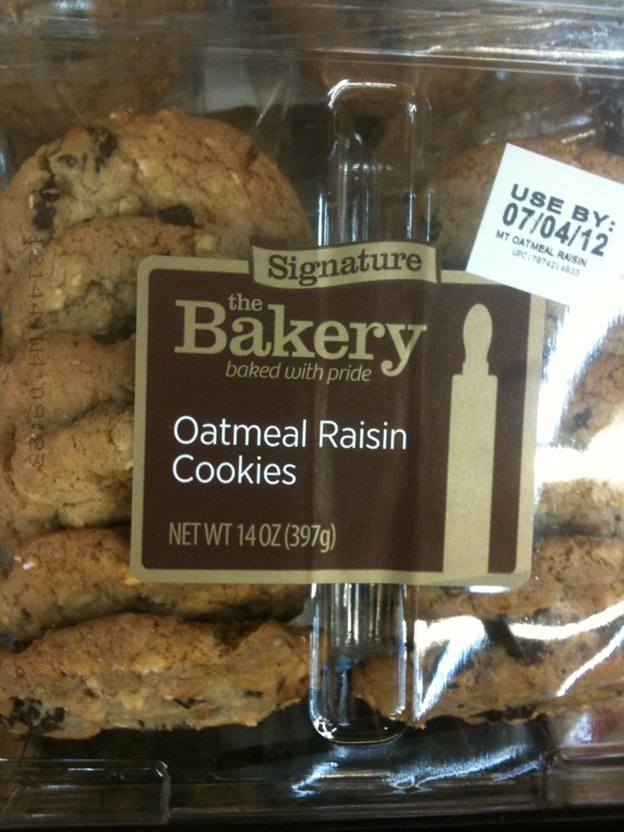 USE BY:
07/04/12
MT OATMEAL RAISIN
Signature
the
Bakery
baked with pride
Oatmeal Raisin
Cookies
NET WT 14 OZ (397g)